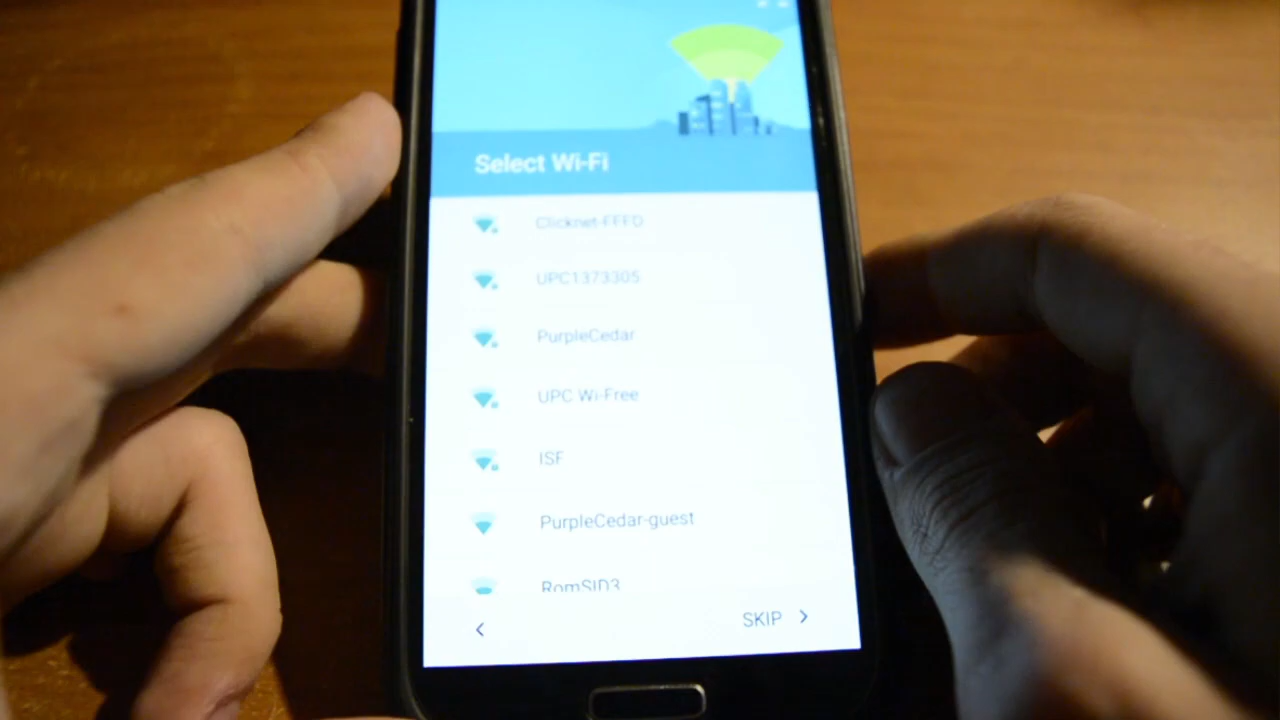 Select Wi-Fi
Clicknet-FFFD
UPC1373305
PurpleCedar
UPC Wi-Free
ISF
PurpleCedar-guest
RomSID3
SKIP